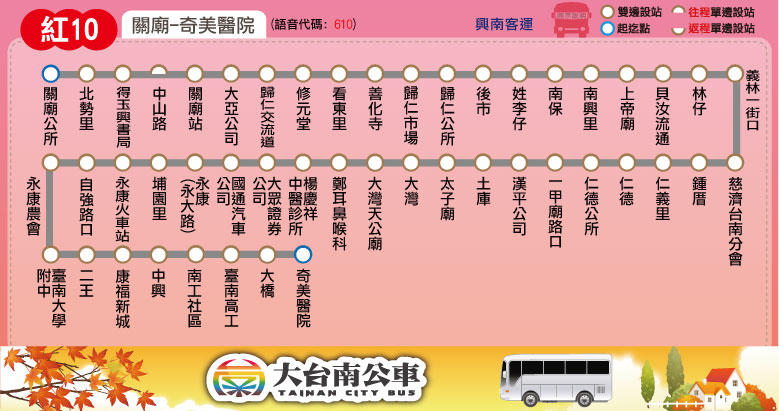 紅10
關廟-奇美醫院 (語音代碼: 610)
興南客運
雙邊設站
起迄點
往程單邊設站
返程單邊設站
關廟公所
北勢里
得玉興書局
中山路
關廟站
大亞公司
歸仁交流道
修元堂
看東里
善化寺
歸仁市場
歸仁公所
後市
姓李仔
南保
南興里
上帝廟
貝汝流通
林仔
義林一街口
慈濟台南分會
鍾厝
仁義里
仁德
仁德公所
一甲廟路口
漢平公司
土庫
太子廟
大灣
大灣天公廟
鄭耳鼻喉科
楊慶祥
中醫診所
大眾證券
公司
國通汽車
公司
永康
(永大路)
埔園里
永康火車站
自強路口
永康農會
臺南大學
附中
二王
康福新城
中興
南工社區
臺南高工
大橋
奇美醫院
大台南公車
TAINAN CITY BUS